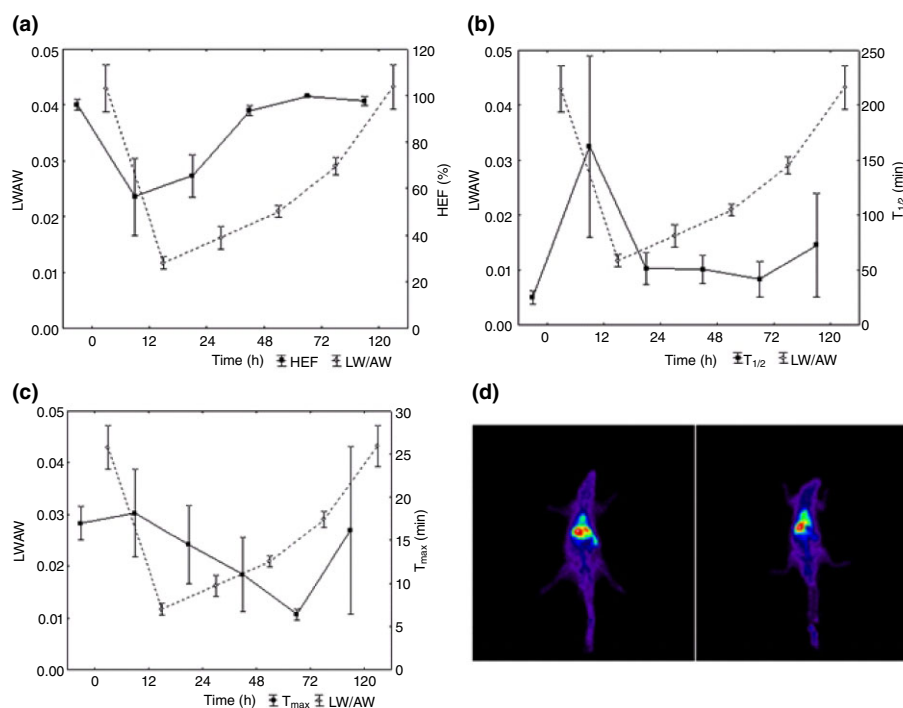 (a)
0.05
0.04
0.03
0.02
0.01
0.00
LWAW
120
100
80
60
40
20
0
HEF (%)
0 12 24 48 72 120
Time (h) HEF LW/AW
(b)
0.05
0.04
0.03
0.02
0.01
0.00
LWAW
250
200
150
100
50
0
T1/2 (min)
0 12 24 48 72 120
Time (h) T1/2 LW/AW
(c)
0.05
0.04
0.03
0.02
0.01
0.00
LWAW
30
25
20
15
10
5
0
Tmax (min)
0 12 24 48 72 120
Time (h) Tmax LW/AW
(d)